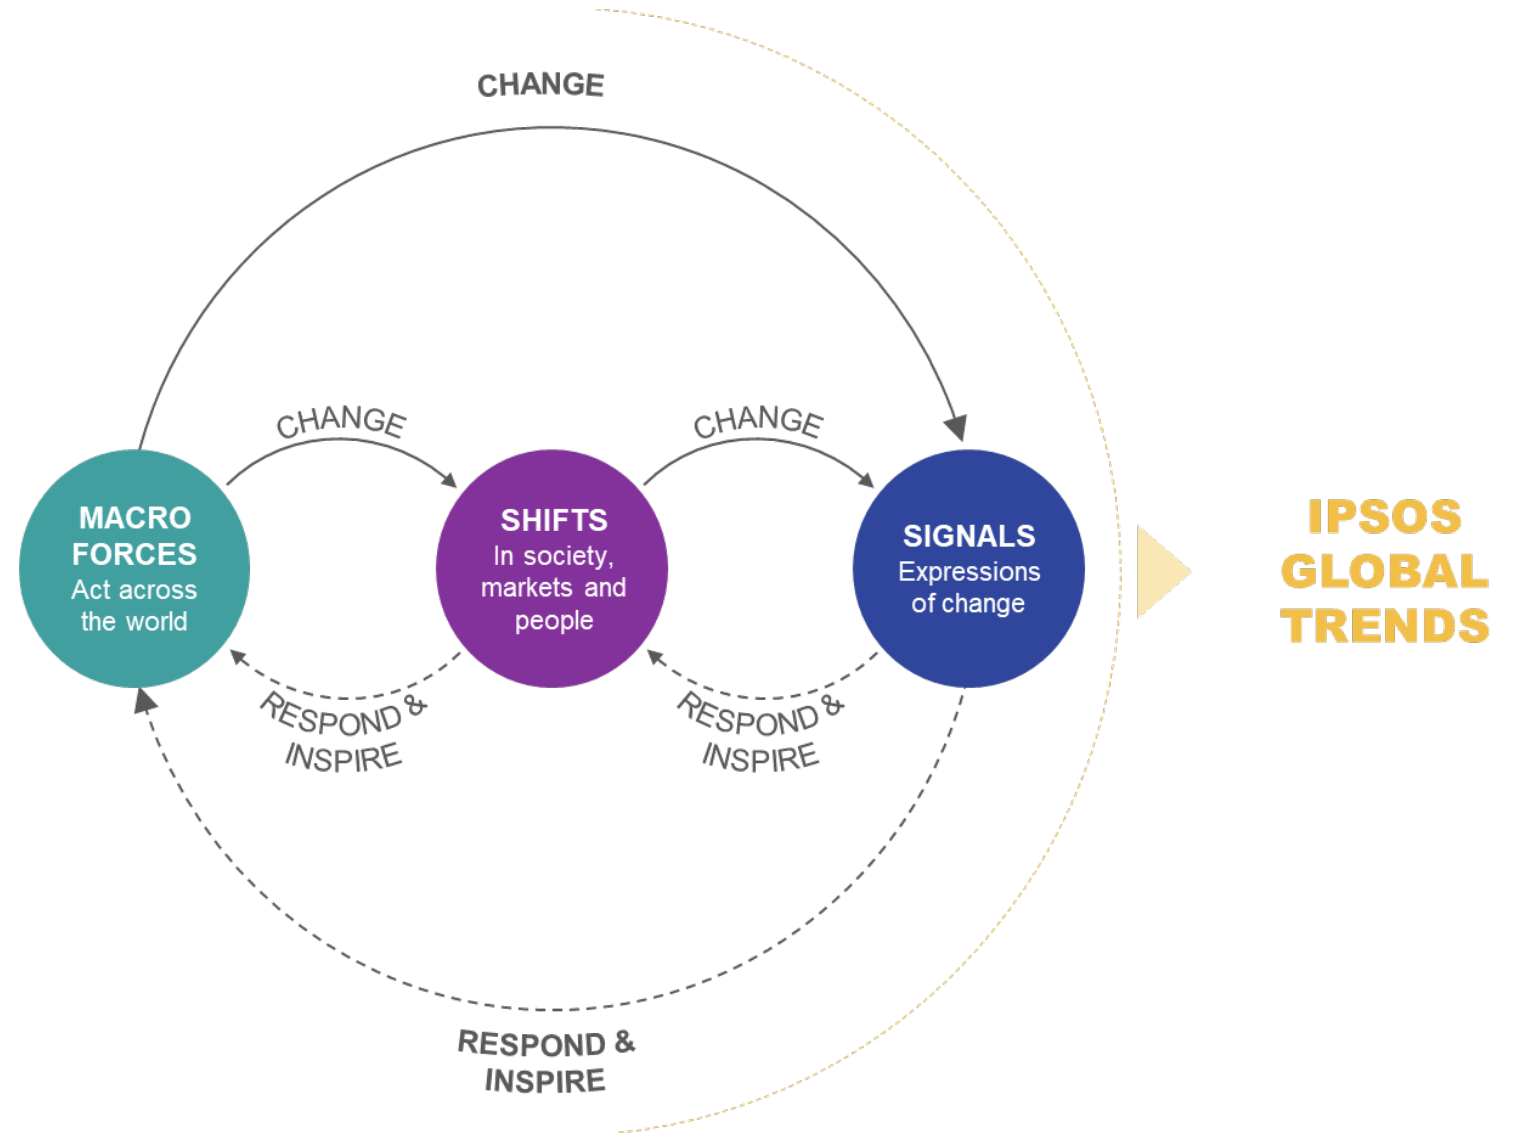 CHANGE
CHANGE
CHANGE
MACRO
FORCES
Act across
the world
SHIFTS
In society,
markets and
people
SIGNALS
Expressions
of change
IPSOS
GLOBAL
TRENDS
RESPOND &
INSPIRE
RESPOND &
INSPIRE
RESPOND &
INSPIRE